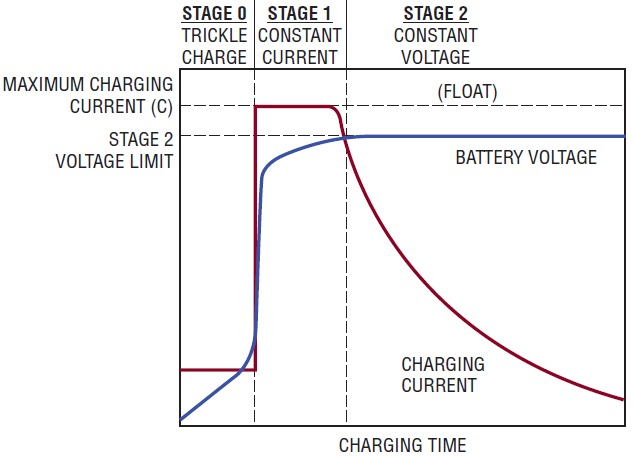 STAGE 0
TRICKLE
CHARGE
STAGE 1
CONSTANT
CURRENT
STAGE 2
CONSTANT
VOLTAGE
MAXIMUM CHARGING
CURRENT (C)
(FLOAT)
STAGE 2
VOLTAGE LIMIT
BATTERY VOLTAGE
CHARGING
CURRENT
CHARGING TIME